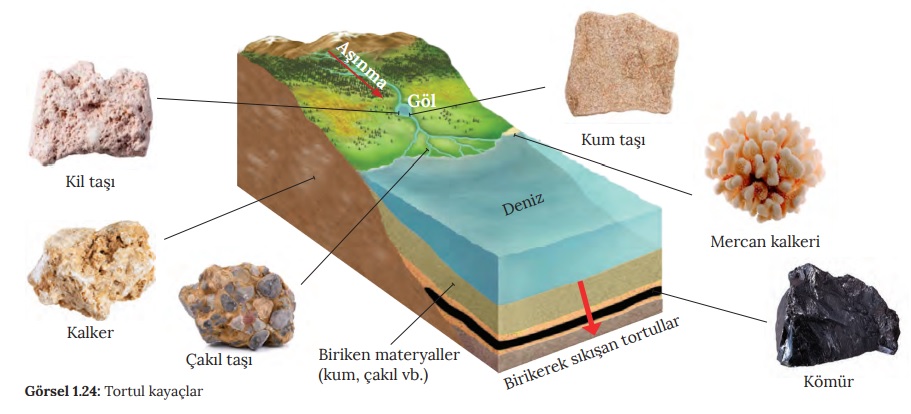 Aşınma
Göl
Kil taşı
Kum taşı
Deniz
Mercan kalkeri
Kalker
Çakıl taşı
Biriken materyaller
(kum, çakıl vb.)
Birikerek sıkışan tortullar
Kömür
Görsel 1.24: Tortul kayaçlar